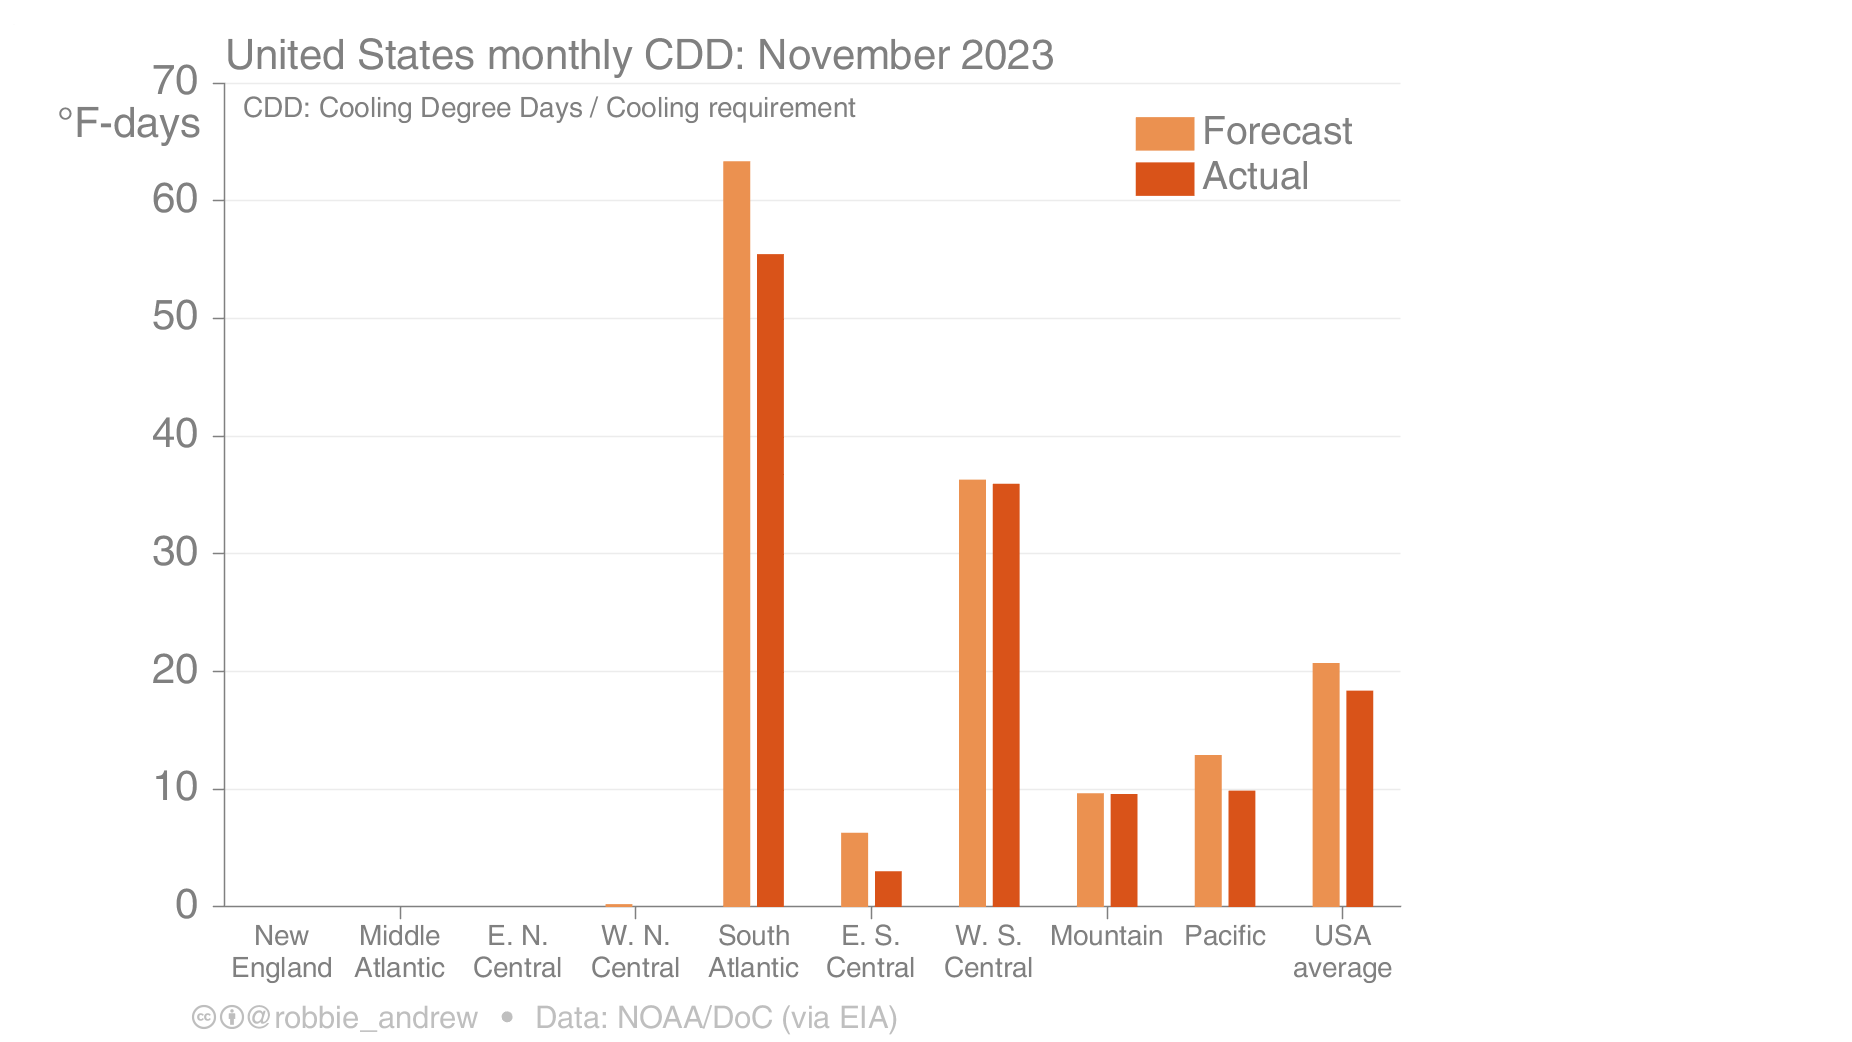 United States monthly CDD: November 2023
70
°F-days
CDD: Cooling Degree Days / Cooling requirement
Forecast
Actual
60
50
40
30
20
10
0
New England
Middle Atlantic
E. N. Central
W. N. Central
South Atlantic
E. S. Central
W. S. Central
Mountain
Pacific
USA average
cc @robbie_andrew • Data: NOAA/DoC (via EIA)